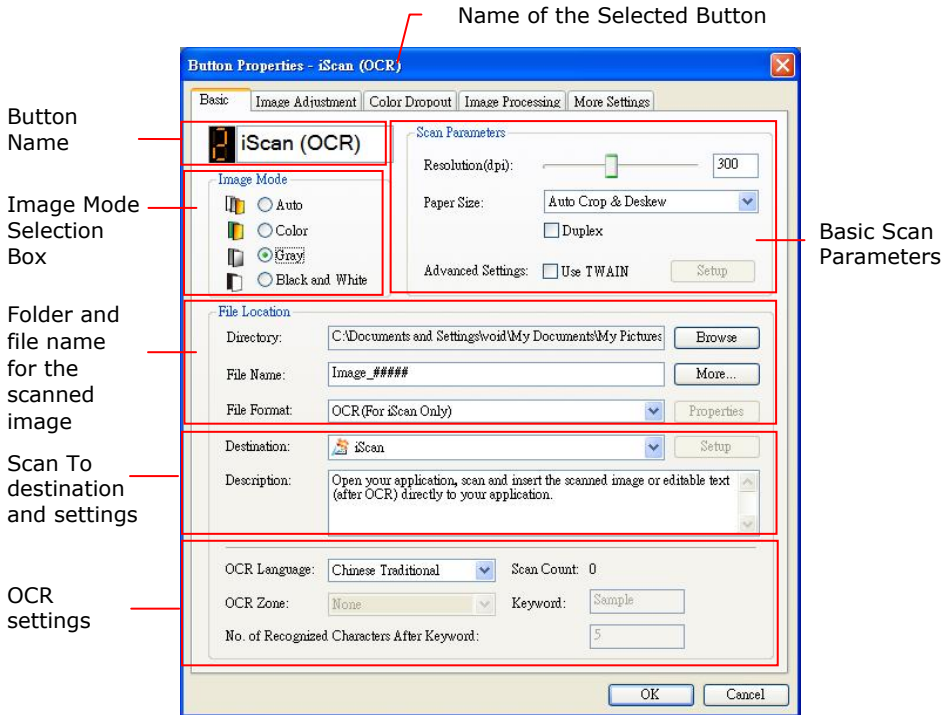 Name of the Selected Button
Button Properties - iScan (OCR)
Basic
Image Adjustment
Color Dropout
Image Processing
More Settings
Button
Name
2
iScan (OCR)
Image Mode
Selection
Box
Image Mode
Auto
Color
Gray
Black and White
Scan Parameters
Resolution(dpi):
300
Paper Size:
Auto Crop & Deskew
Duplex
Advanced Settings:
Use TWAIN
Setup
Basic Scan
Parameters
Folder and
file name
for the
scanned
image
File Location
Directory:
C:\Documents and Settings\void\My Documents\My Pictures
Browse
File Name:
Image_#####
More...
File Format:
OCR(For iScan Only)
Properties
Scan To
destination
and settings
Destination:
iScan
Setup
Description:
Open your application, scan and insert the scanned image or editable text
(after OCR) directly to your application.
OCR
settings
OCR Language:
Chinese Traditional
Scan Count: 0
OCR Zone:
None
Keyword:
Sample
No. of Recognized Characters After Keyword:
5
OK
Cancel